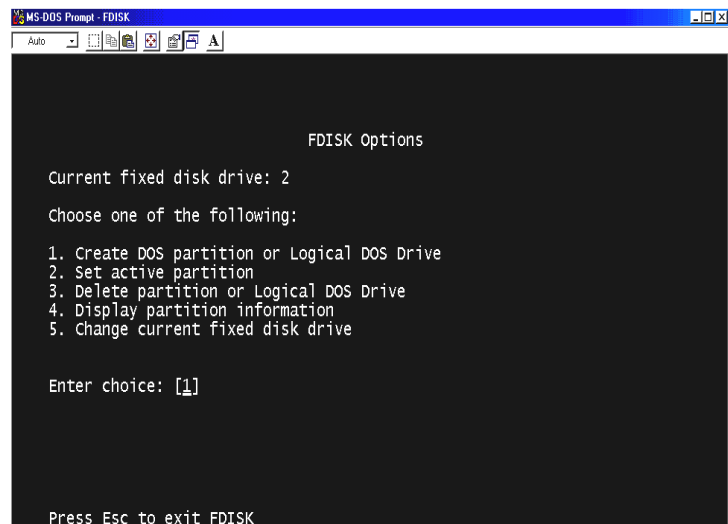 MS-DOS Prompt - FDISK
Auto
A
FDISK Options
Current fixed disk drive: 2
Choose one of the following:
1. Create DOS partition or Logical DOS Drive
2. Set active partition
3. Delete partition or Logical DOS Drive
4. Display partition information
5. Change current fixed disk drive
Enter choice: [1]
Press Esc to exit FDISK